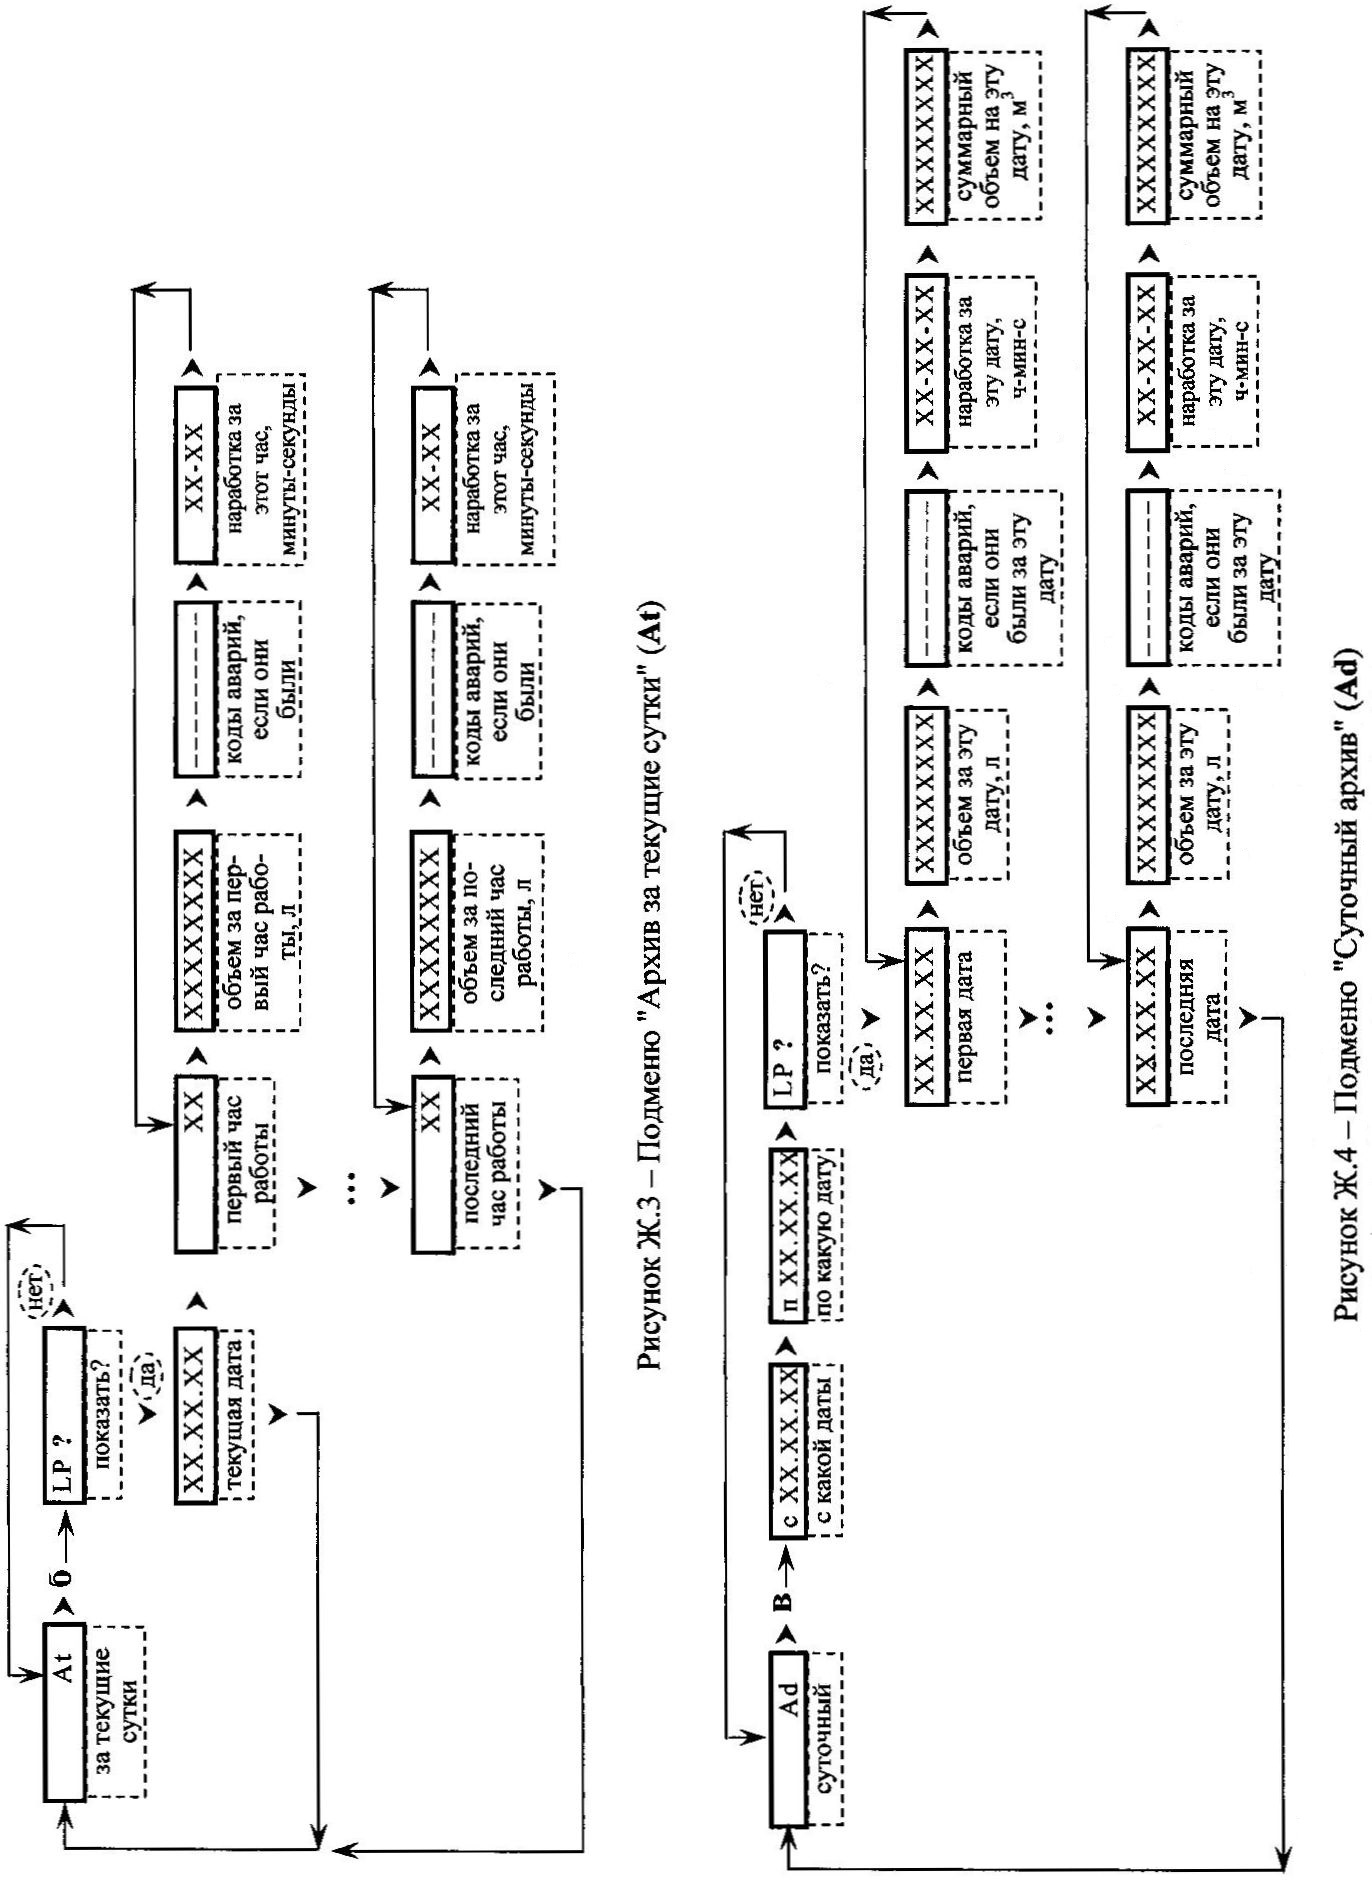 At
за текущие
сутки
б
LP ?
показать?
нет
да
XX.XX.XX
текущая дата
XX
первый час
работы
XXXXXXXX
объем за пер-
вый час рабо-
ты, л
––––––––
коды аварий,
если они
были
XX-XX
наработка за
этот час,
минуты-секунды
...
XX
последний
час работы
XXXXXXXX
объем за по-
следний час
работы, л
––––––––
коды аварий,
если они
были
XX-XX
наработка за
этот час,
минуты-секунды
Рисунок Ж.3 – Подменю "Архив за текущие сутки" (At)
Ad
суточный
В
с XX.XX.XX
с какой даты
п XX.XX.XX
по какую дату
LP ?
показать?
нет
да
XX.XX.XX
первая дата
XXXXXXXX
объем за эту
дату, л
––––––––
коды аварий,
если они
были за эту
дату
XX-XX-XX
наработка за
эту дату,
ч-мин-с
XXXXXXXX
суммарный
объем на эту
дату, м³
...
XX.XX.XX
последняя
дата
XXXXXXXX
объем за эту
дату, л
––––––––
коды аварий,
если они
были за эту
дату
XX-XX-XX
наработка за
эту дату,
ч-мин-с
XXXXXXXX
суммарный
объем на эту
дату, м³
Рисунок Ж.4 – Подменю "Суточный архив" (Ad)